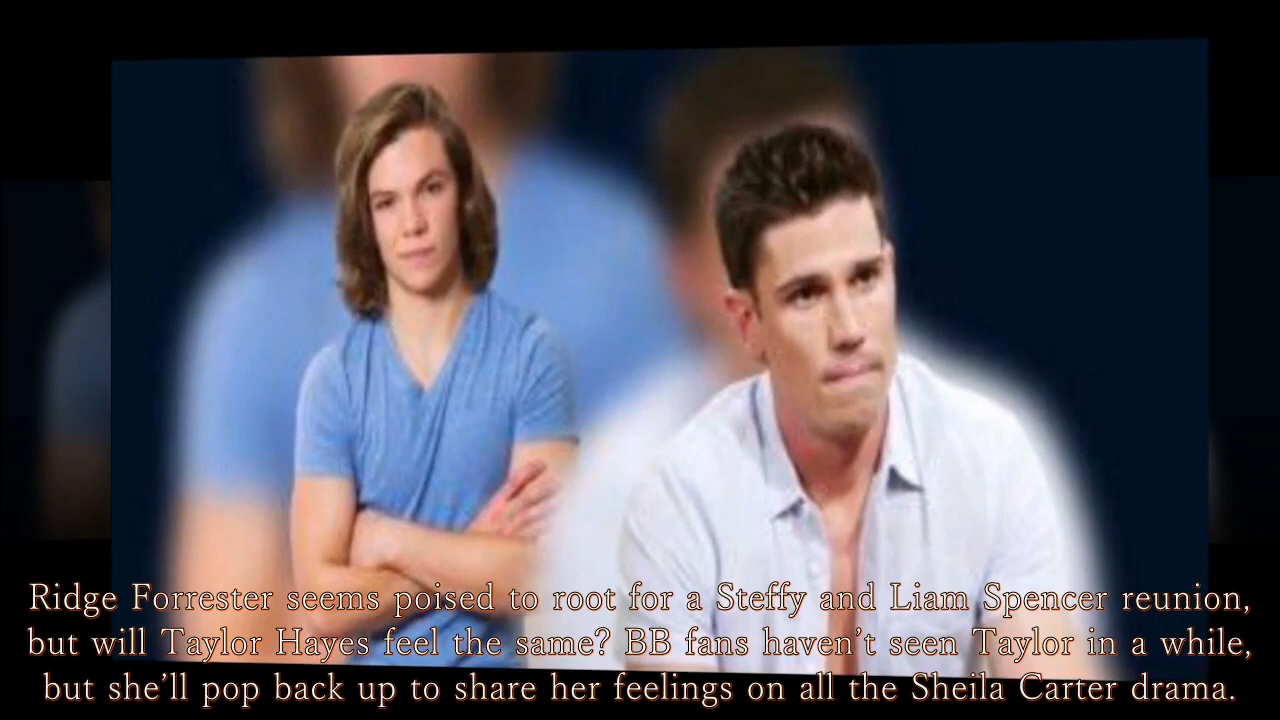 Ridge Forrester seems poised to root for a Steffy and Liam Spencer reunion,
but will Taylor Hayes feel the same? BB fans haven’t seen Taylor in a while,
but she’ll pop back up to share her feelings on all the Sheila Carter drama.